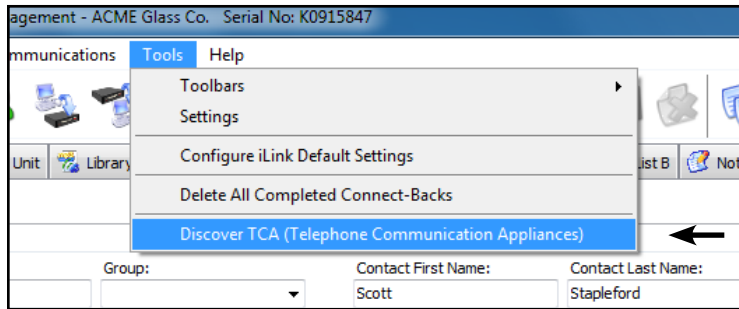 agement - ACME Glass Co. Serial No: K0915847
mmunications Tools Help
Toolbars
Settings
Unit Library Configure iLink Default Settings ist B Not
Delete All Completed Connect-Backs
Discover TCA (Telephone Communication Appliances)
Group: Contact First Name: Contact Last Name:
Scott Stapleford